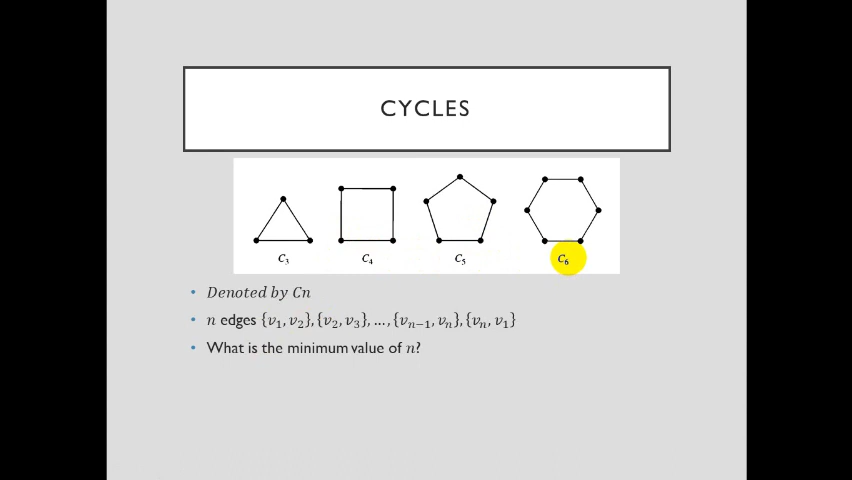 CYCLES
C₃ C₄ C₅ C₆
• Denoted by Cn
• n edges {v₁, v₂}, {v₂, v₃}, ... , {vₙ₋₁, vₙ}, {vₙ, v₁}
• What is the minimum value of n?